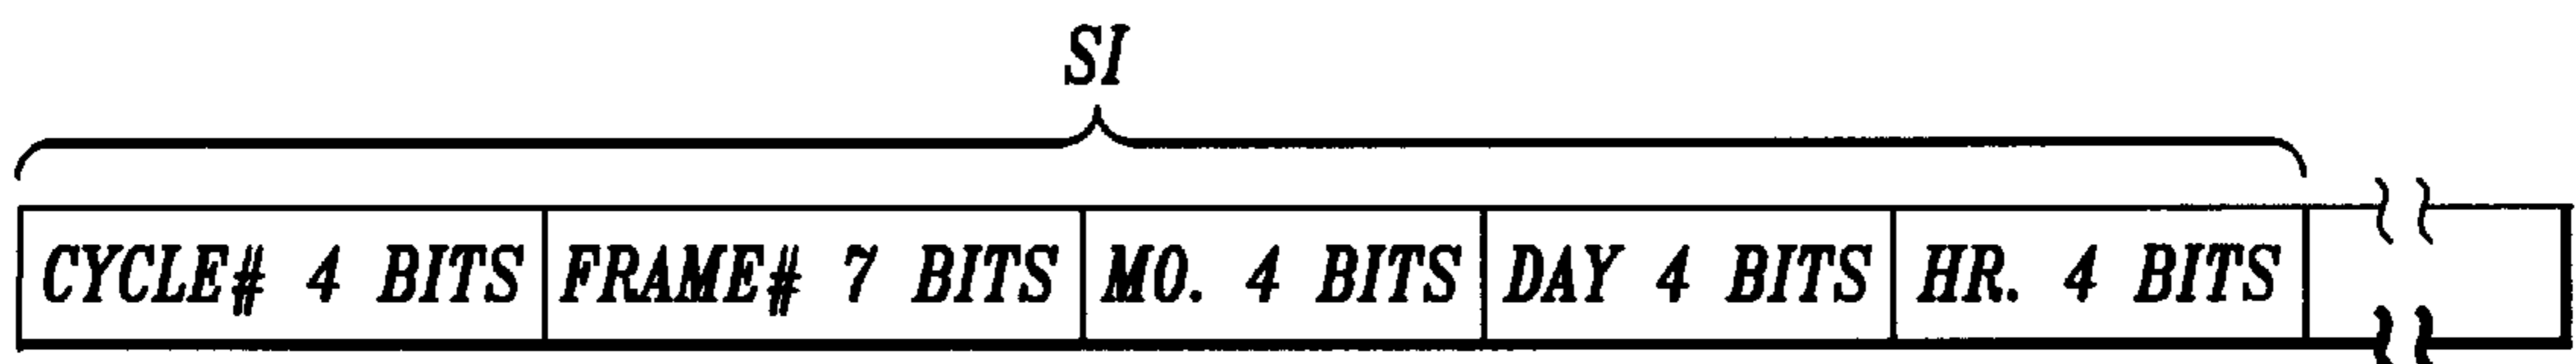 SI
CYCLE# 4 BITS FRAME# 7 BITS MO. 4 BITS DAY 4 BITS HR. 4 BITS